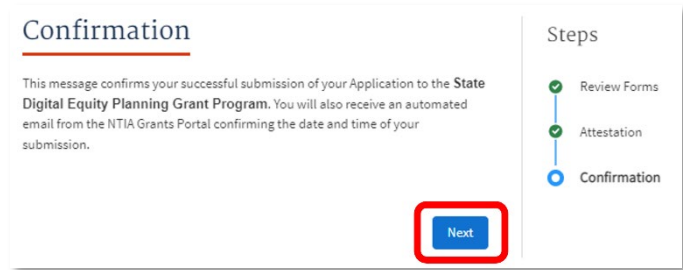 Confirmation
This message confirms your successful submission of your Application to the State
Digital Equity Planning Grant Program. You will also receive an automated
email from the NTIA Grants Portal confirming the date and time of your
submission.
Next
Steps
Review Forms
Attestation
Confirmation